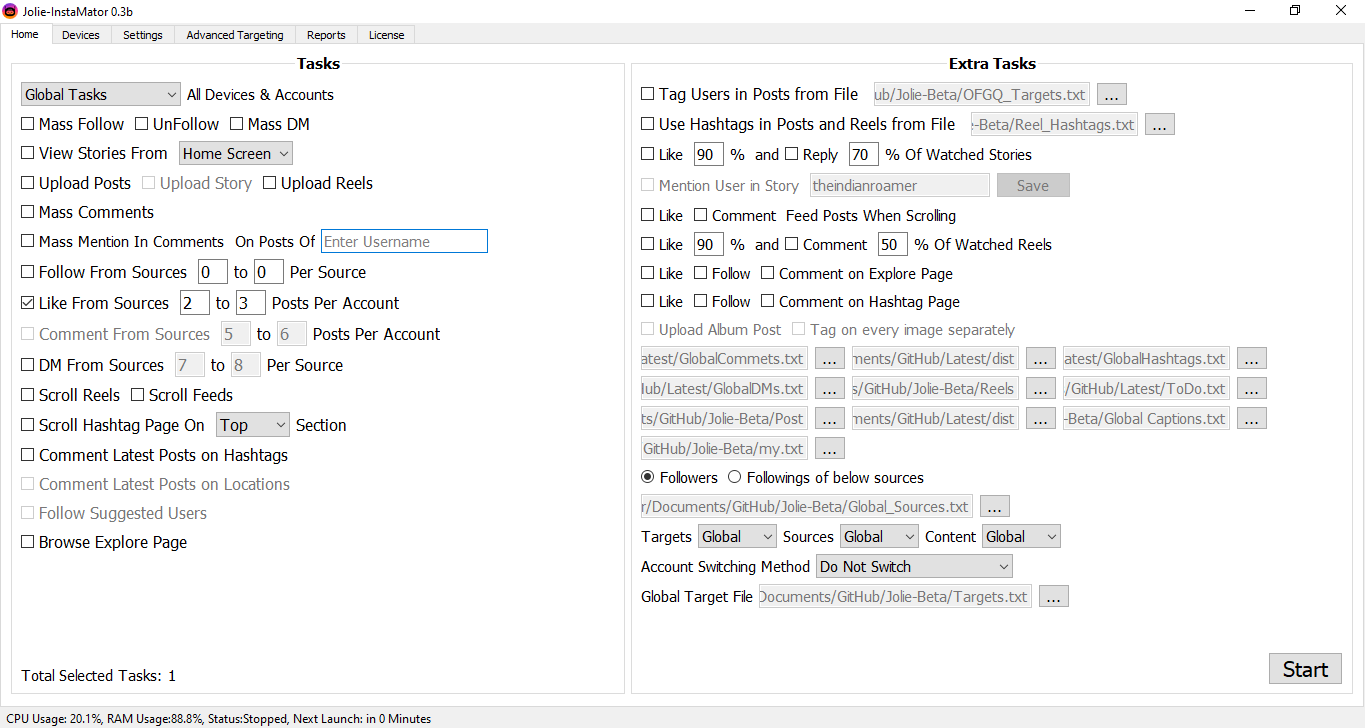 Jolie-InstaMator 0.3b
Home Devices Settings Advanced Targeting Reports License
Tasks
Global Tasks All Devices & Accounts
Mass Follow UnFollow Mass DM
View Stories From Home Screen
Upload Posts Upload Story Upload Reels
Mass Comments
Mass Mention In Comments On Posts Of Enter Username
Follow From Sources 0 to 0 Per Source
Like From Sources 2 to 3 Posts Per Account
Comment From Sources 5 to 6 Posts Per Account
DM From Sources 7 to 8 Per Source
Scroll Reels Scroll Feeds
Scroll Hashtag Page On Top Section
Comment Latest Posts on Hashtags
Comment Latest Posts on Locations
Follow Suggested Users
Browse Explore Page
Total Selected Tasks: 1
Extra Tasks
Tag Users in Posts from File ub/Jolie-Beta/OFGQ_Targets.txt ...
Use Hashtags in Posts and Reels from File e-Beta/Reel_Hashtags.txt ...
Like 90 % and Reply 70 % Of Watched Stories
Mention User in Story theindianroamer Save
Like Comment Feed Posts When Scrolling
Like 90 % and Comment 50 % Of Watched Reels
Like Follow Comment on Explore Page
Like Follow Comment on Hashtag Page
Upload Album Post Tag on every image separately
atest/GlobalCommets.txt ... ments/GitHub/Latest/dist ... atest/GlobalHashtags.txt ...
Hub/Latest/GlobalDMs.txt ... s/GitHub/Jolie-Beta/Reels ... /GitHub/Latest/ToDo.txt ...
ts/GitHub/Jolie-Beta/Post ... ments/GitHub/Latest/dist ... -Beta/Global Captions.txt ...
GitHub/Jolie-Beta/my.txt ...
Followers Followings of below sources
r/Documents/GitHub/Jolie-Beta/Global_Sources.txt ...
Targets Global Sources Global Content Global
Account Switching Method Do Not Switch
Global Target File Documents/GitHub/Jolie-Beta/Targets.txt ...
Start
CPU Usage: 20.1%, RAM Usage:88.8%, Status:Stopped, Next Launch: in 0 Minutes